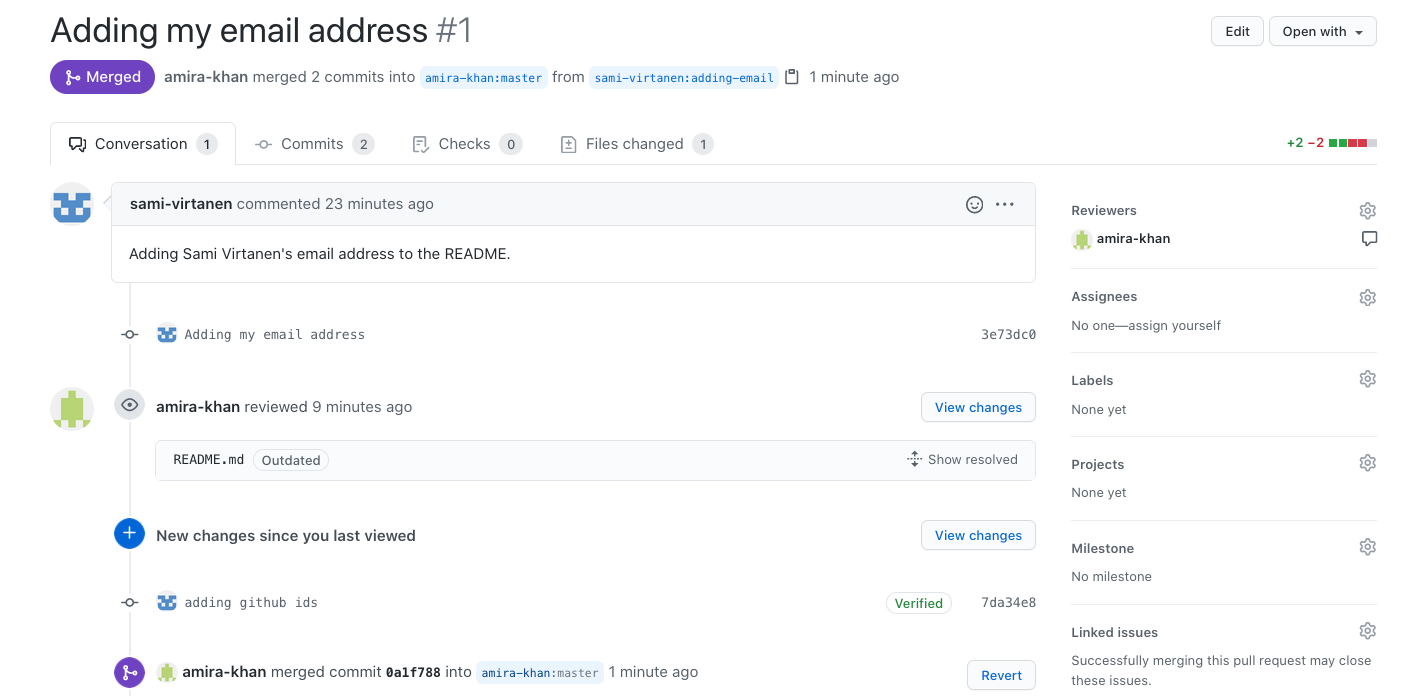 Adding my email address #1
Edit
Open with
Merged
amira-khan merged 2 commits into amira-khan:master from sami-virtanen:adding-email 1 minute ago
Conversation 1
Commits 2
Checks 0
Files changed 1
+2 −2
sami-virtanen commented 23 minutes ago
Adding Sami Virtanen's email address to the README.
Adding my email address 3e73dc0
amira-khan reviewed 9 minutes ago
View changes
README.md Outdated
Show resolved
New changes since you last viewed
View changes
adding github ids Verified 7da34e8
amira-khan merged commit 0a1f788 into amira-khan:master 1 minute ago
Revert
Reviewers
amira-khan
Assignees
No one—assign yourself
Labels
None yet
Projects
None yet
Milestone
No milestone
Linked issues
Successfully merging this pull request may close
these issues.